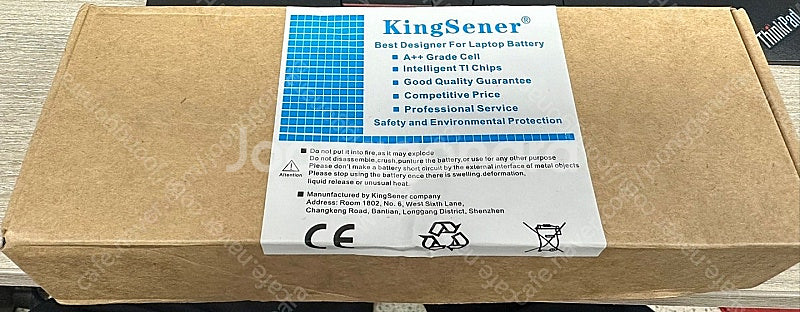 KingSener®
Best Designer For Laptop Battery
A++ Grade Cell
Intelligent TI Chips
Good Quality Guarantee
Competitive Price
Professional Service
Safety and Environmental Protection
Do not put it into fire,as it may explode
Do not disassemble,crush,punture the battery,or use for any other purpose
Please don't make a battery short circuit by the external interface of metal objects
Please stop using the battery once there is swelling,deformation,
liquid release or unusual heat.
Attention
Manufactured by KingSener company
Address: Room 1802, No. 6, West Sixth Lane,
Changkeng Road, Bantian, Longgang District, Shenzhen
CE
ThinkPad